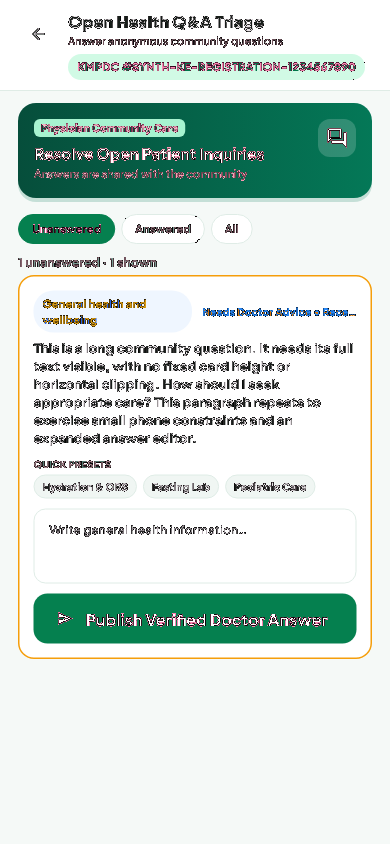 Open Health Q&A Triage
Answer anonymous community questions
KMPDC #SYNTH-KE-REGISTRATION-1234567890
Physician Community Care
Resolve Open Patient Inquiries
Answers are shared with the community
Unanswered
Answered
All
1 unanswered · 1 shown
General health and
wellbeing
Needs Doctor Advice • Rece...
This is a long community question. It needs its full
text visible, with no fixed card height or
horizontal clipping. How should I seek
appropriate care? This paragraph repeats to
exercise small phone constraints and an
expanded answer editor.
QUICK PRESETS
Hydration & ORS
Fasting Lab
Pediatric Care
Write general health information...
Publish Verified Doctor Answer